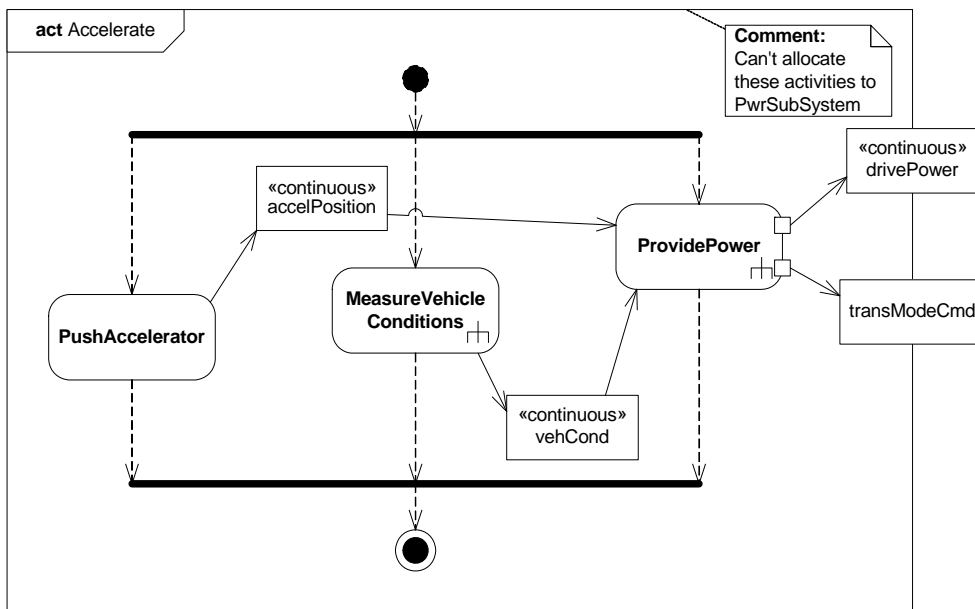 act Accelerate
Comment:
Can't allocate
these activities to
PwrSubSystem
«continuous»
drivePower
«continuous»
accelPosition
ProvidePower
MeasureVehicle
Conditions
transModeCmd
PushAccelerator
«continuous»
vehCond